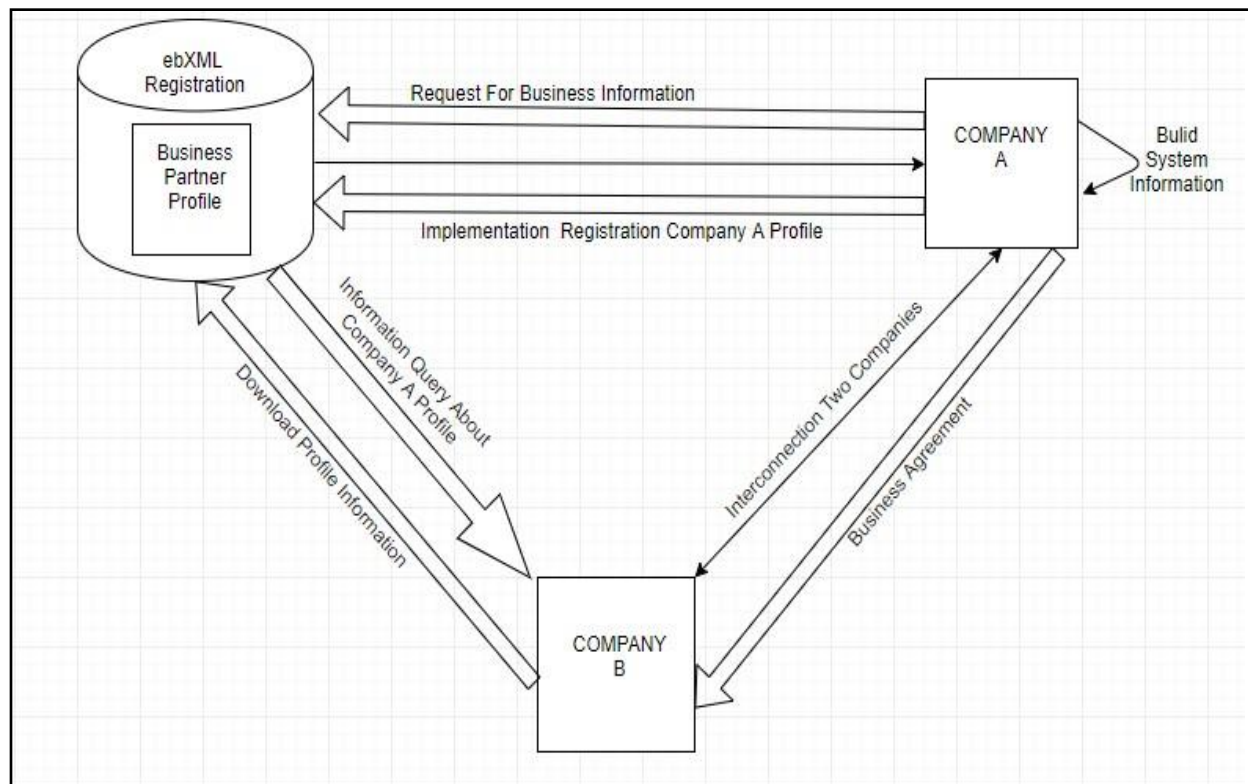 ebXML
Registration
Business
Partner
Profile
Request For Business Information
Implementation Registration Company A Profile
COMPANY
A
Bulid
System
Information
Information Query About
Company A Profile
Download Profile Information
Interconnection Two Companies
Business Agreement
COMPANY
B